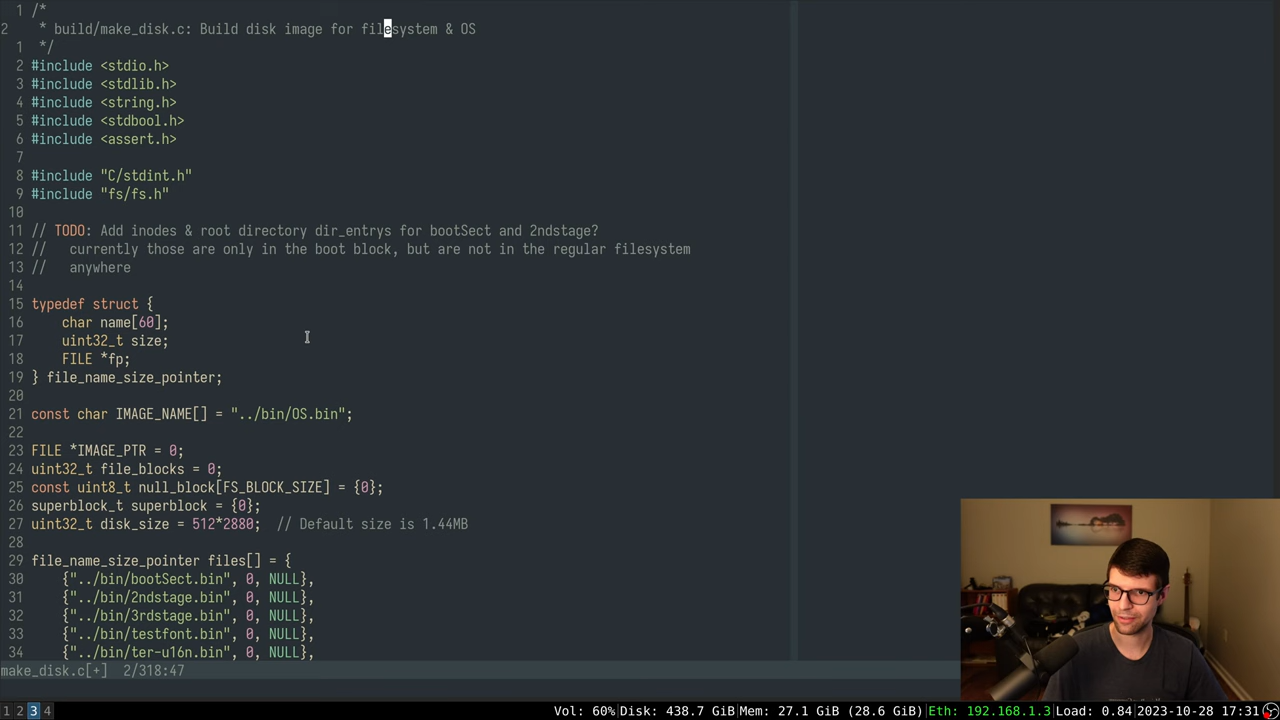 1 /*
2 * build/make_disk.c: Build disk image for filesystem & OS
1 */
2 #include <stdio.h>
3 #include <stdlib.h>
4 #include <string.h>
5 #include <stdbool.h>
6 #include <assert.h>
7
8 #include "C/stdint.h"
9 #include "fs/fs.h"
10
11 // TODO: Add inodes & root directory dir_entrys for bootSect and 2ndstage?
12 //   currently those are only in the boot block, but are not in the regular filesystem
13 //   anywhere
14
15 typedef struct {
16     char name[60];
17     uint32_t size;
18     FILE *fp;
19 } file_name_size_pointer;
20
21 const char IMAGE_NAME[] = "../bin/OS.bin";
22
23 FILE *IMAGE_PTR = 0;
24 uint32_t file_blocks = 0;
25 const uint8_t null_block[FS_BLOCK_SIZE] = {0};
26 superblock_t superblock = {0};
27 uint32_t disk_size = 512*2880;  // Default size is 1.44MB
28
29 file_name_size_pointer files[] = {
30     {"../bin/bootSect.bin", 0, NULL},
31     {"../bin/2ndstage.bin", 0, NULL},
32     {"../bin/3rdstage.bin", 0, NULL},
33     {"../bin/testfont.bin", 0, NULL},
34     {"../bin/ter-u16n.bin", 0, NULL},
make_disk.c[+]  2/318:47
1 2 3 4 Vol: 60%|Disk: 438.7 GiB|Mem: 27.1 GiB (28.6 GiB)|Eth: 192.168.1.3|Load: 0.84|2023-10-28 17:31